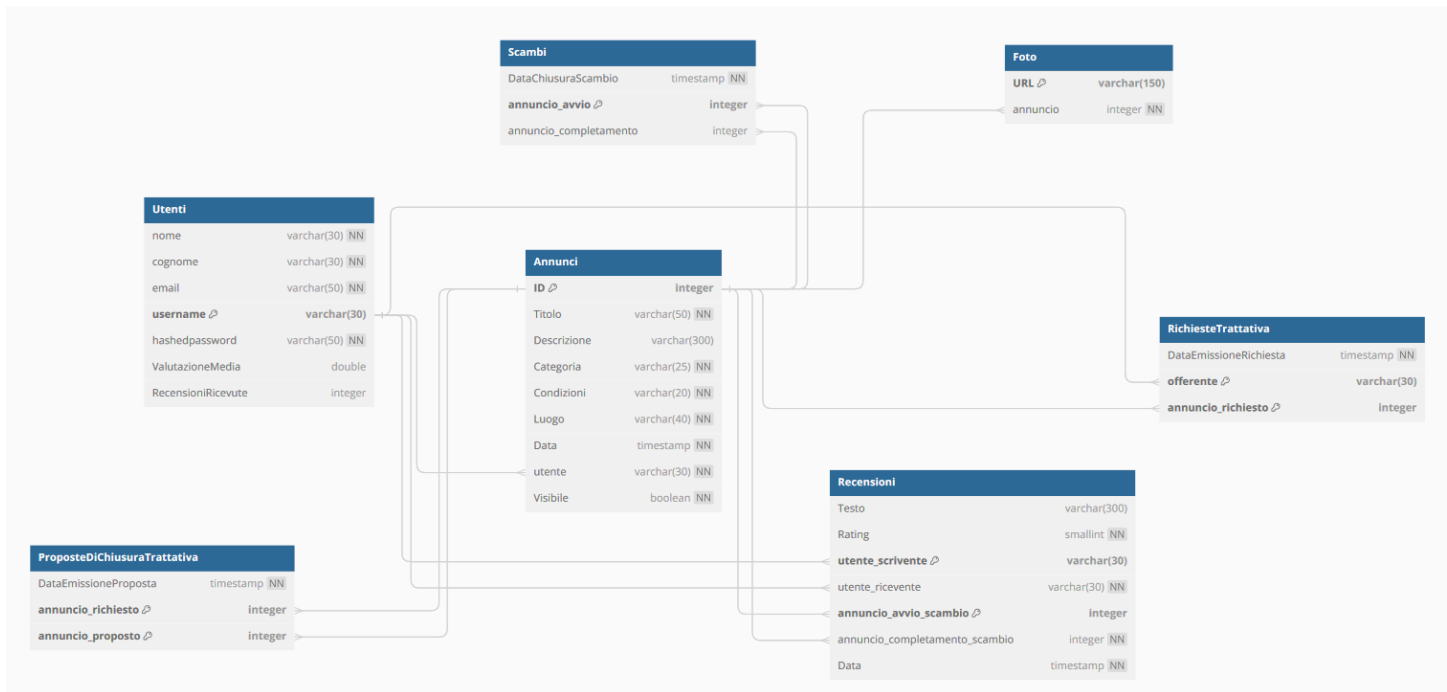 Scambi
DataChiusuraScambio timestamp NN
annuncio_avvio integer
annuncio_completamento integer
Foto
URL varchar(150)
annuncio integer NN
Utenti
nome varchar(30) NN
cognome varchar(30) NN
email varchar(50) NN
username varchar(30)
hashedpassword varchar(50) NN
ValutazioneMedia double
RecensioniRicevute integer
Annunci
ID integer
Titolo varchar(50) NN
Descrizione varchar(300)
Categoria varchar(25) NN
Condizioni varchar(20) NN
Luogo varchar(40) NN
Data timestamp NN
utente varchar(30) NN
Visibile boolean NN
RichiesteTrattativa
DataEmissioneRichiesta timestamp NN
offerente varchar(30)
annuncio_richiesto integer
Recensioni
Testo varchar(300)
Rating smallint NN
utente_scrivente varchar(30)
utente_ricevente varchar(30) NN
annuncio_avvio_scambio integer
annuncio_completamento_scambio integer NN
Data timestamp NN
ProposteDiChiusuraTrattativa
DataEmissioneProposta timestamp NN
annuncio_richiesto integer
annuncio_proposto integer